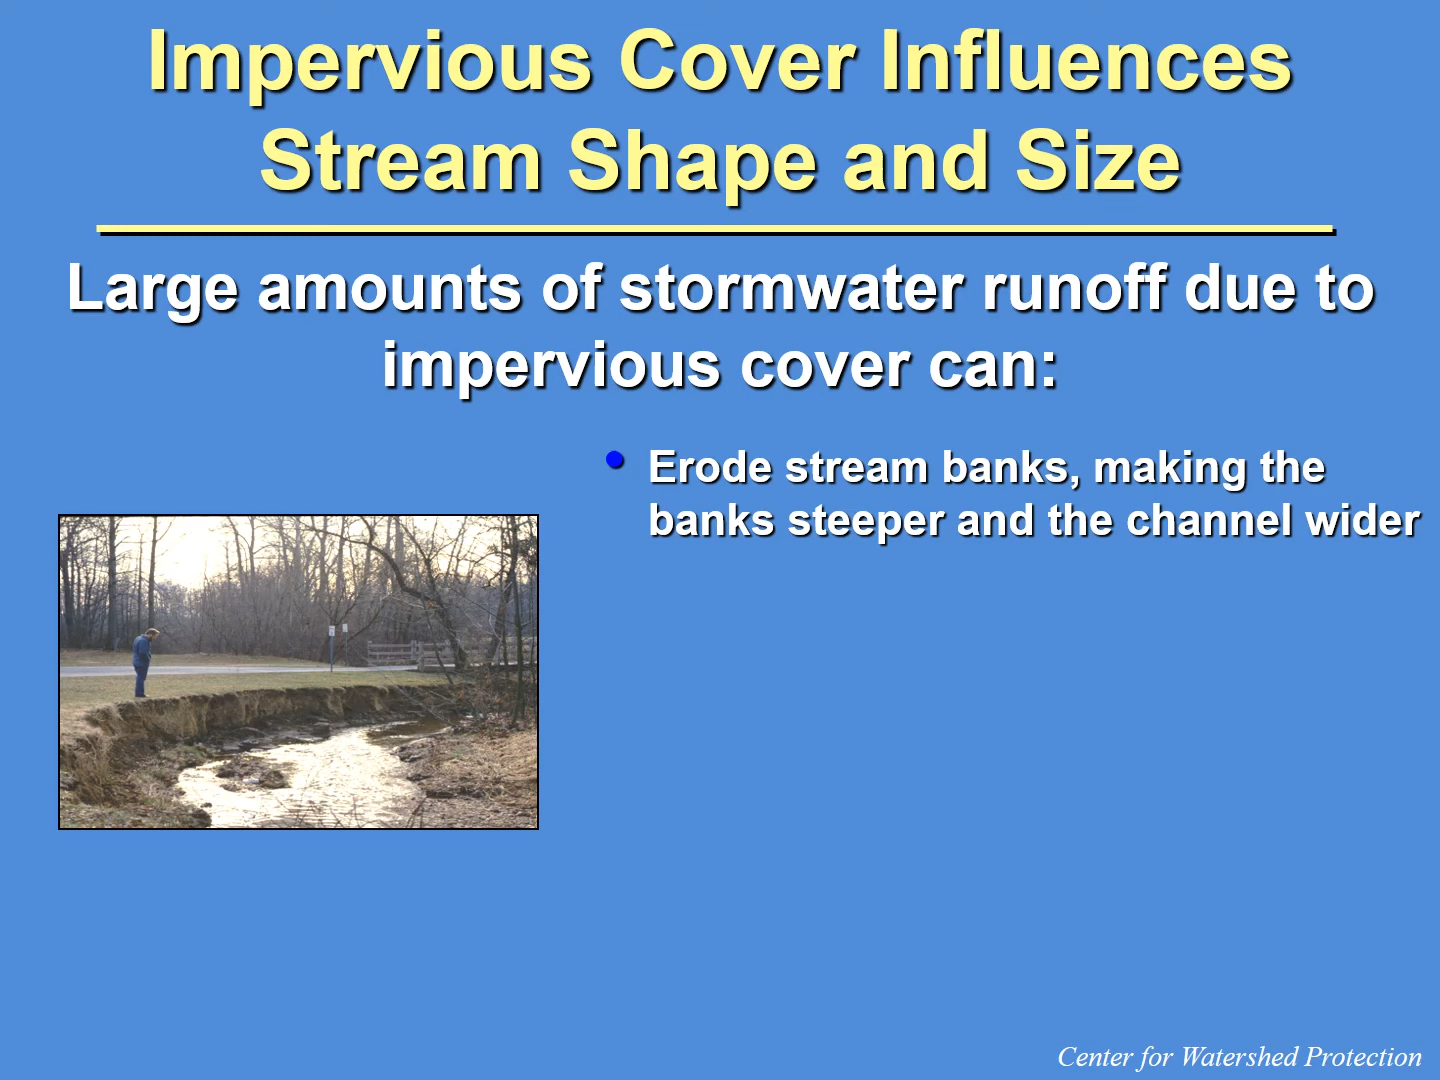 Impervious Cover Influences
Stream Shape and Size
Large amounts of stormwater runoff due to
impervious cover can:
• Erode stream banks, making the
banks steeper and the channel wider
Center for Watershed Protection